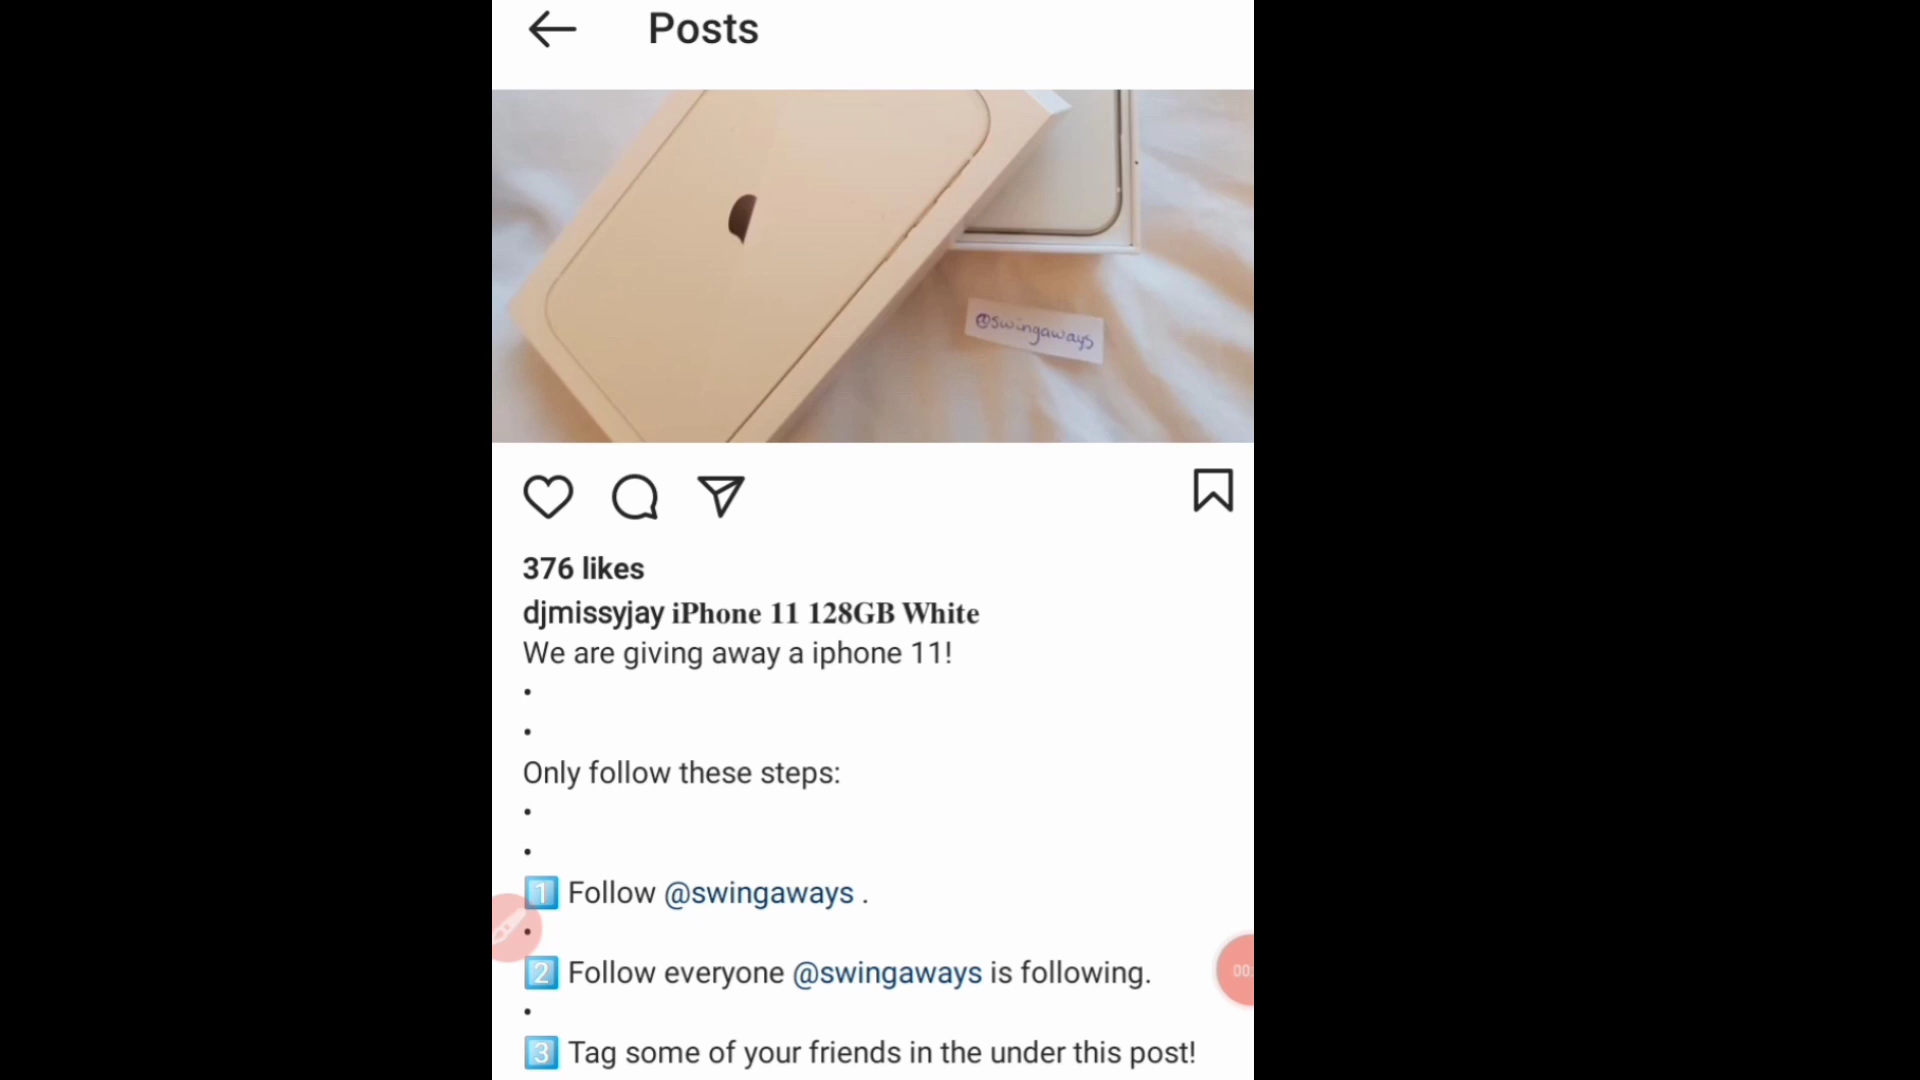 Posts
@swingaways
376 likes
djmissyjay iPhone 11 128GB White
We are giving away a iphone 11!
•
•
Only follow these steps:
•
•
1 Follow @swingaways .
•
2 Follow everyone @swingaways is following.
•
3 Tag some of your friends in the under this post!
00: